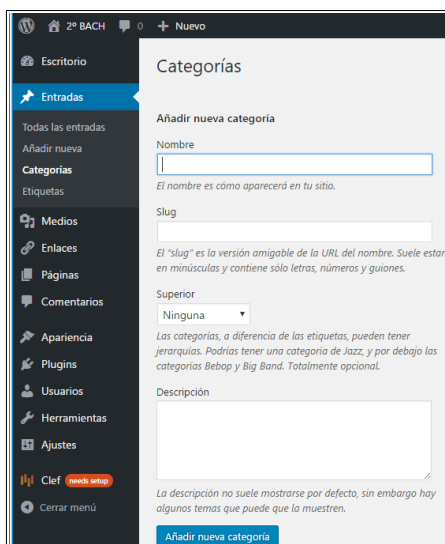 2º BACH 0 + Nuevo
Escritorio
Entradas
Todas las entradas
Añadir nueva
Categorías
Etiquetas
Medios
Enlaces
Páginas
Comentarios
Apariencia
Plugins
Usuarios
Herramientas
Ajustes
Clef needs setup
Cerrar menú
Categorías
Añadir nueva categoría
Nombre
El nombre es cómo aparecerá en tu sitio.
Slug
El "slug" es la versión amigable de la URL del nombre. Suele estar
en minúsculas y contiene sólo letras, números y guiones.
Superior
Ninguna
Las categorías, a diferencia de las etiquetas, pueden tener
jerarquías. Podrías tener una categoría de Jazz, y por debajo las
categorías Bebop y Big Band. Totalmente opcional.
Descripción
La descripción no suele mostrarse por defecto, sin embargo hay
algunos temas que puede que la muestren.
Añadir nueva categoría